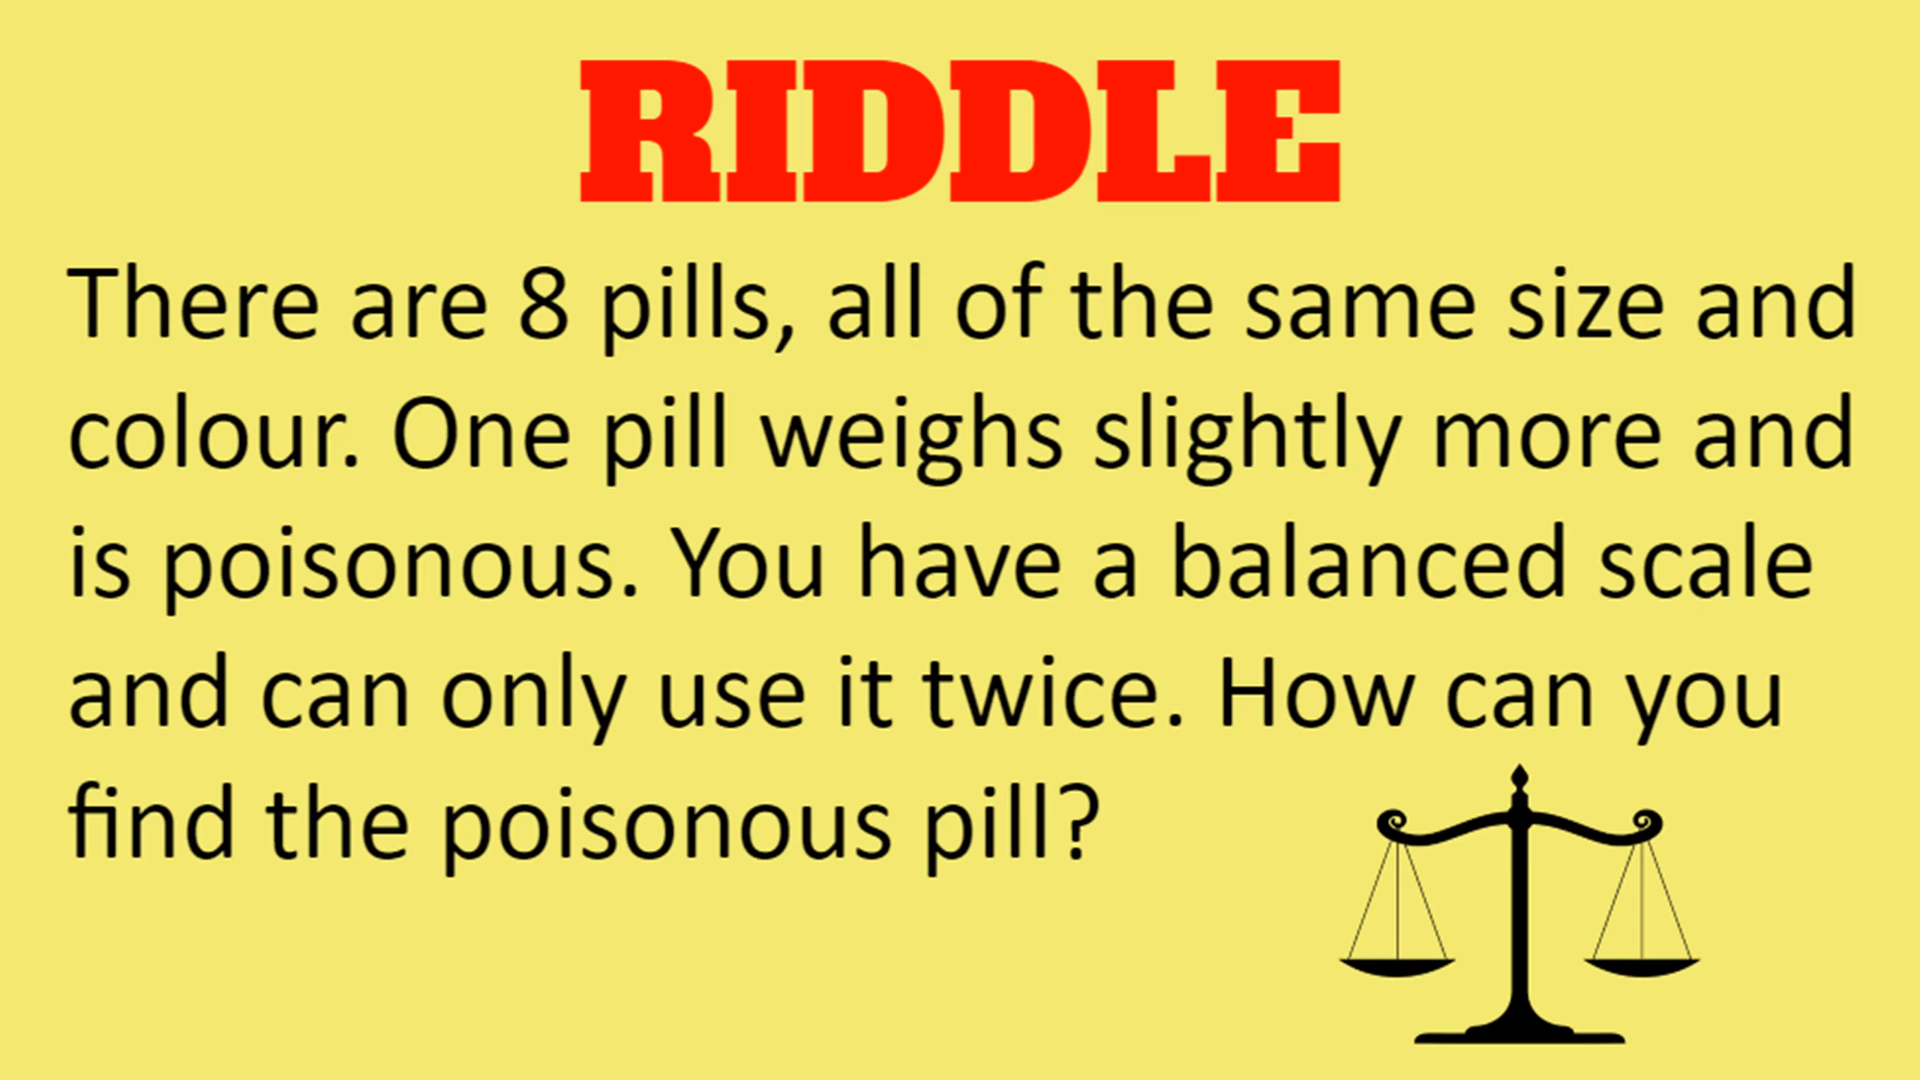 RIDDLE
There are 8 pills, all of the same size and
colour. One pill weighs slightly more and
is poisonous. You have a balanced scale
and can only use it twice. How can you
find the poisonous pill?